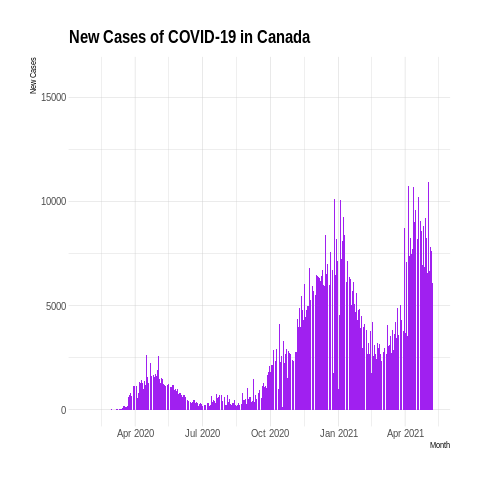 New Cases of COVID-19 in Canada
New Cases
15000
10000
5000
0
Apr 2020 Jul 2020 Oct 2020 Jan 2021 Apr 2021
Month